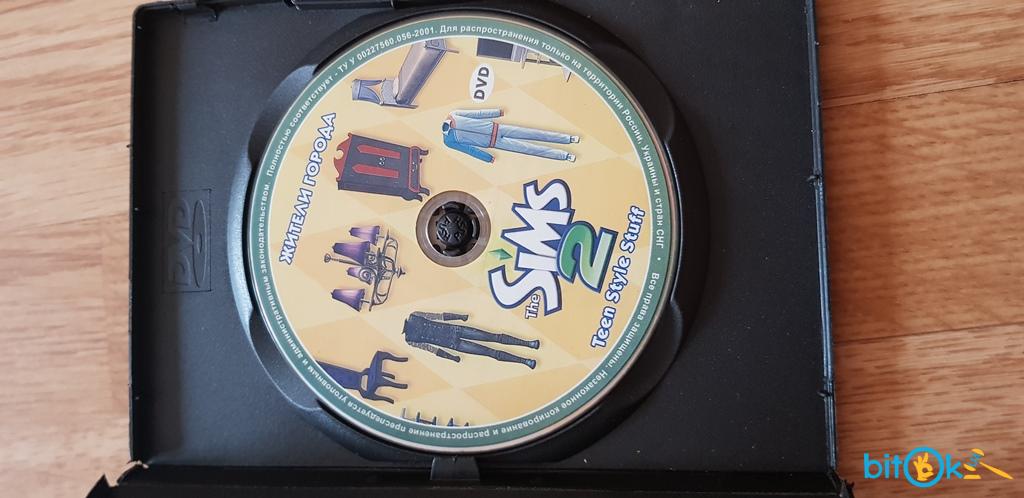 ЖИТЕЛИ ГОРОДА
DVD
The SIMS 2
Teen Style Stuff
Полностью соответствует - ТУ У 00227560.056-2001. Для распространения только на территории России, Украины и стран СНГ • Все права защищены. Незаконное копирование и распространение преследуется уголовным и административным законодательством.
DVD
bitOk